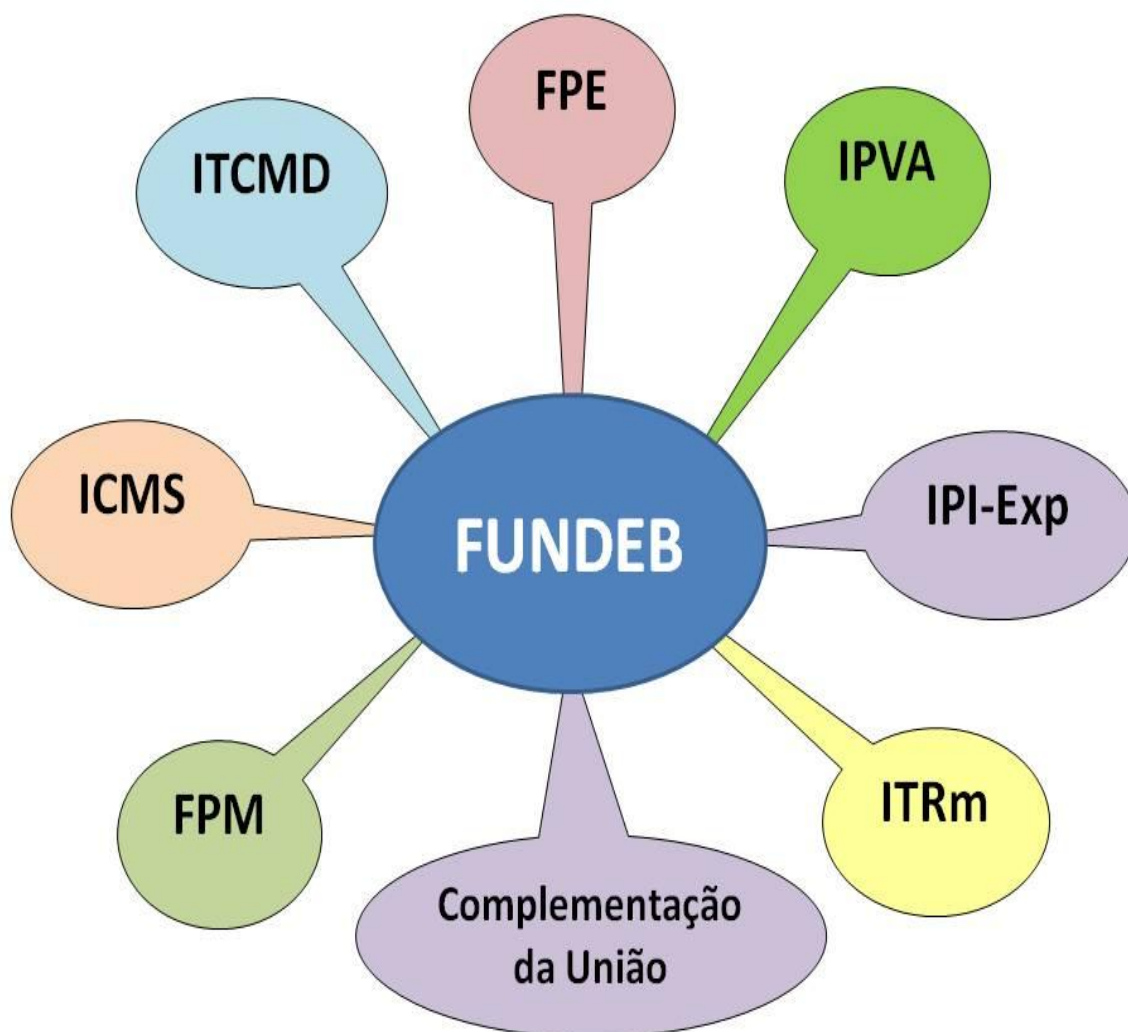 FPE
ITCMD
IPVA
ICMS
IPI-Exp
FUNDEB
FPM
ITRm
Complementação
da União